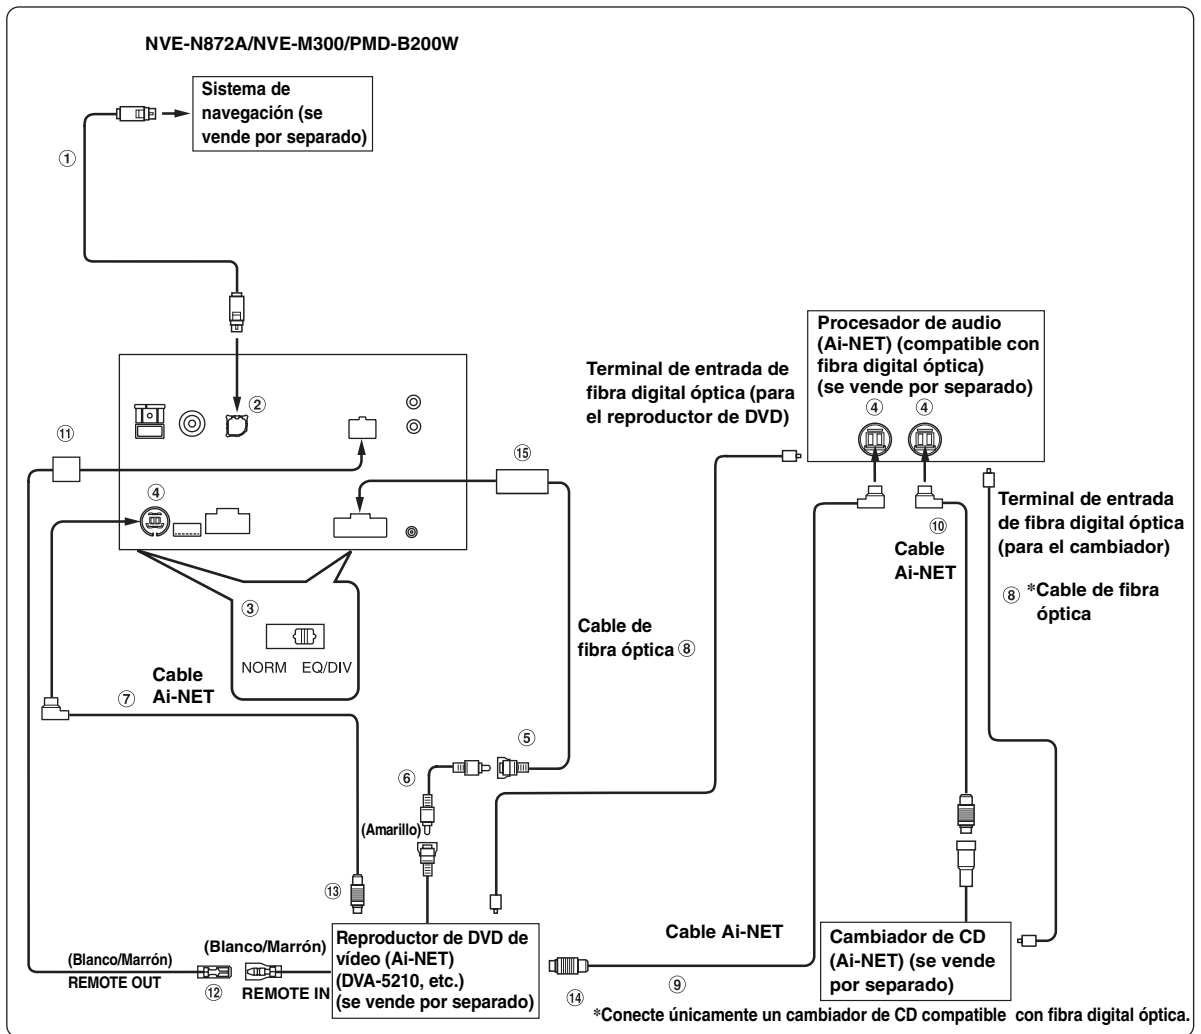 NVE-N872A/NVE-M300/PMD-B200W
Sistema de
navegación (se
vende por separado)
①
②
Procesador de audio
(Ai-NET) (compatible con
fibra digital óptica)
(se vende por separado)
④ ④
Terminal de entrada de
fibra digital óptica (para
el reproductor de DVD)
⑪
⑮
④
Terminal de entrada
de fibra digital óptica
(para el cambiador)
⑩
Cable
Ai-NET
⑧ *Cable de fibra
óptica
③
NORM EQ/DIV
Cable de
fibra óptica ⑧
Cable
Ai-NET
⑦
⑤
⑥
(Amarillo)
⑬
Reproductor de DVD de
vídeo (Ai-NET)
(DVA-5210, etc.)
(se vende por separado)
(Blanco/Marrón)
REMOTE OUT
⑫
(Blanco/Marrón)
REMOTE IN
Cable Ai-NET
⑭
⑨
Cambiador de CD
(Ai-NET) (se vende
por separado)
*Conecte únicamente un cambiador de CD compatible con fibra digital óptica.